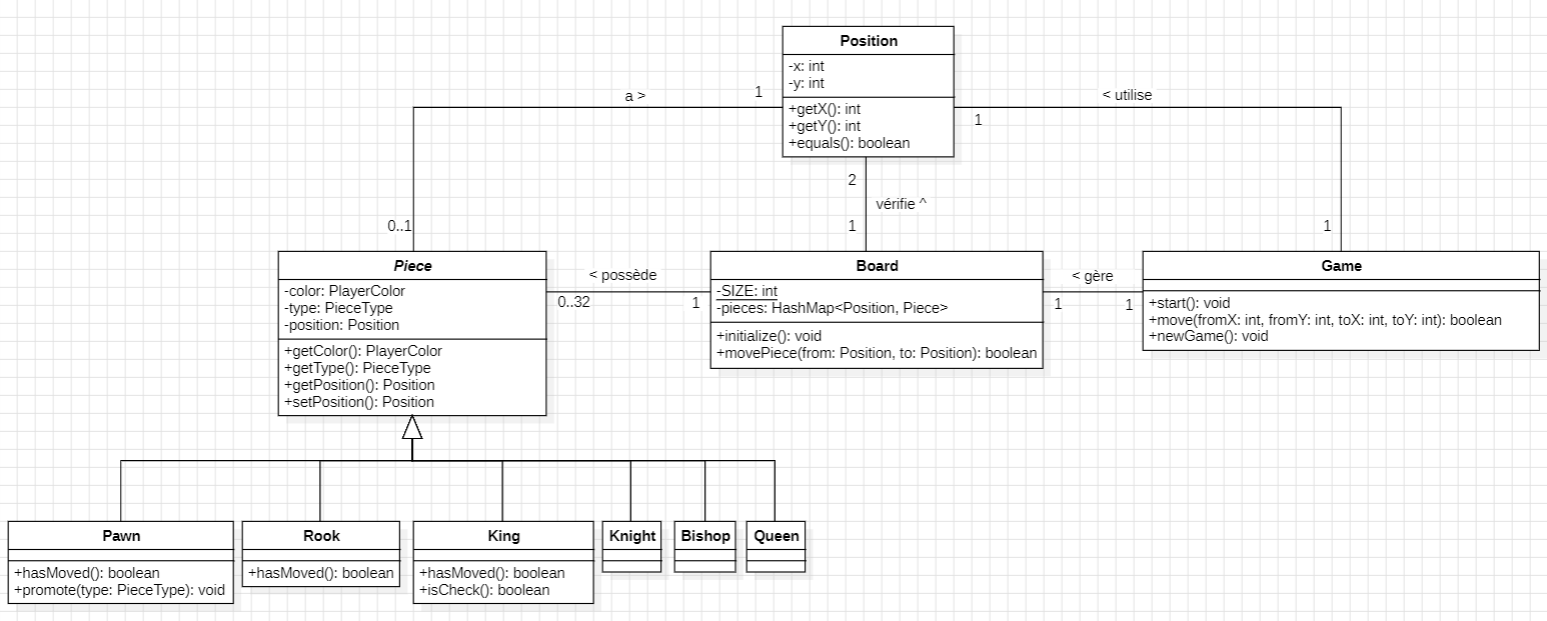 Position
-x: int
-y: int
+getX(): int
+getY(): int
+equals(): boolean
a >
1
< utilise
1
2
vérifie ^
0..1
1
1
Piece
-color: PlayerColor
-type: PieceType
-position: Position
+getColor(): PlayerColor
+getType(): PieceType
+getPosition(): Position
+setPosition(): Position
< possède
0..32
1
Board
-SIZE: int
-pieces: HashMap<Position, Piece>
+initialize(): void
+movePiece(from: Position, to: Position): boolean
< gère
1
1
Game
+start(): void
+move(fromX: int, fromY: int, toX: int, toY: int): boolean
+newGame(): void
Pawn
+hasMoved(): boolean
+promote(type: PieceType): void
Rook
+hasMoved(): boolean
King
+hasMoved(): boolean
+isCheck(): boolean
Knight
Bishop
Queen